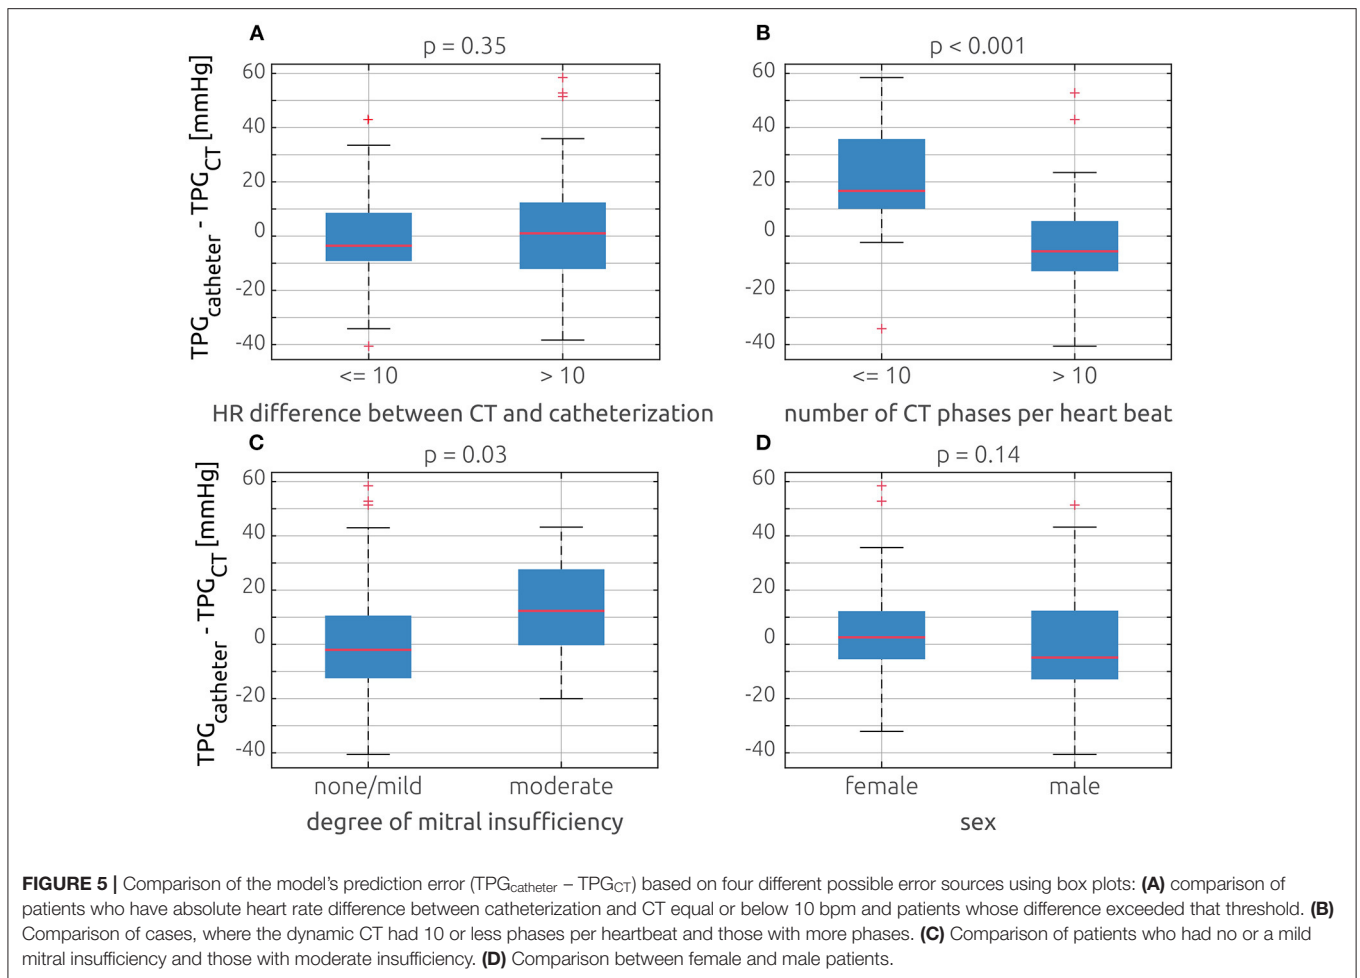 A
p = 0.35
B
p < 0.001
TPGcatheter - TPGCT [mmHg]
60
40
20
0
-20
-40
<= 10
> 10
HR difference between CT and catheterization
60
40
20
0
-20
-40
<= 10
> 10
number of CT phases per heart beat
C
p = 0.03
D
p = 0.14
TPGcatheter - TPGCT [mmHg]
60
40
20
0
-20
-40
none/mild
moderate
degree of mitral insufficiency
60
40
20
0
-20
-40
female
male
sex
FIGURE 5 | Comparison of the model's prediction error (TPGcatheter – TPGCT) based on four different possible error sources using box plots: (A) comparison of
patients who have absolute heart rate difference between catheterization and CT equal or below 10 bpm and patients whose difference exceeded that threshold. (B)
Comparison of cases, where the dynamic CT had 10 or less phases per heartbeat and those with more phases. (C) Comparison of patients who had no or a mild
mitral insufficiency and those with moderate insufficiency. (D) Comparison between female and male patients.